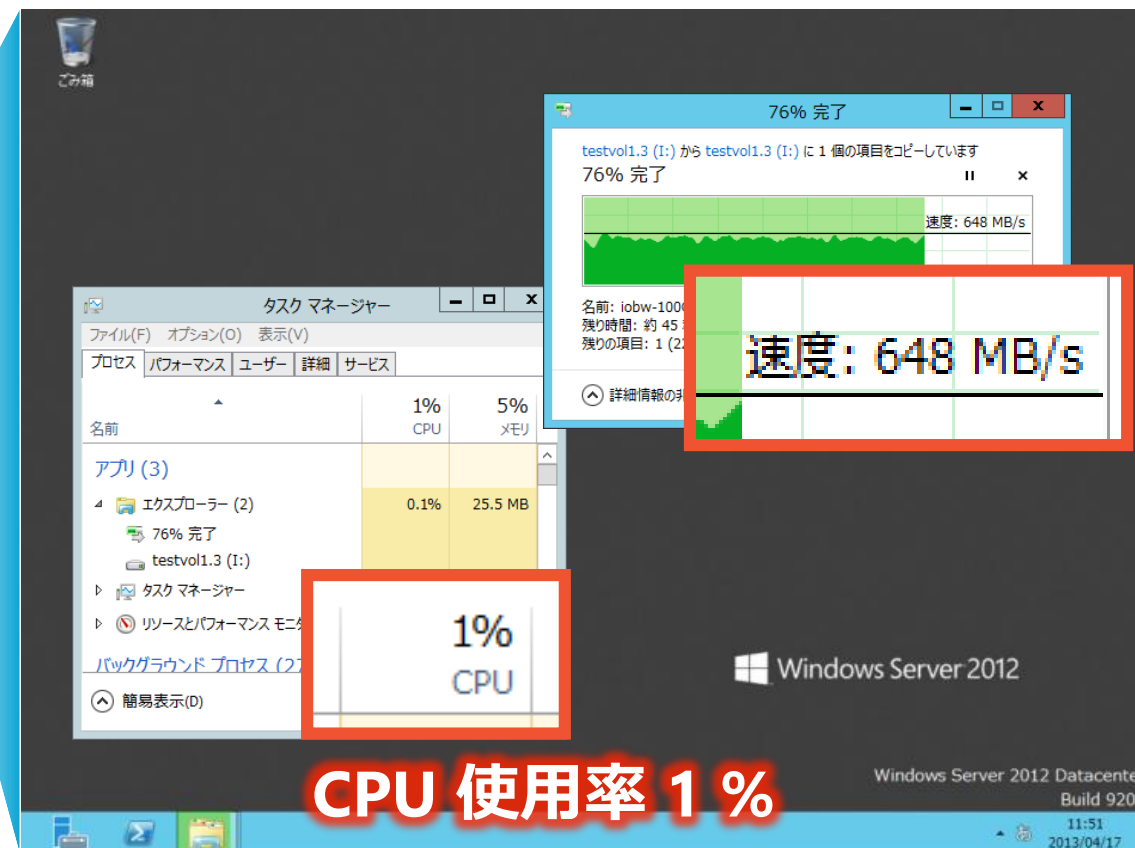 ごみ箱
76% 完了
testvol1.3 (I:) から testvol1.3 (I:) に 1 個の項目をコピーしています
76% 完了
速度: 648 MB/s
名前: iobw-100
残り時間: 約 45
残りの項目: 1 (2
詳細情報の
速度: 648 MB/s
タスク マネージャー
ファイル(F) オプション(O) 表示(V)
プロセス パフォーマンス ユーザー 詳細 サービス
1% 5%
名前 CPU メモリ
アプリ (3)
エクスプローラー (2) 0.1% 25.5 MB
76% 完了
testvol1.3 (I:)
タスク マネージャー
リソースとパフォーマンス モニタ
バックグラウンド プロセス (2
簡易表示(D)
1%
CPU
Windows Server 2012
CPU 使用率 1 %
Windows Server 2012 Datacente
Build 920
11:51
2013/04/17